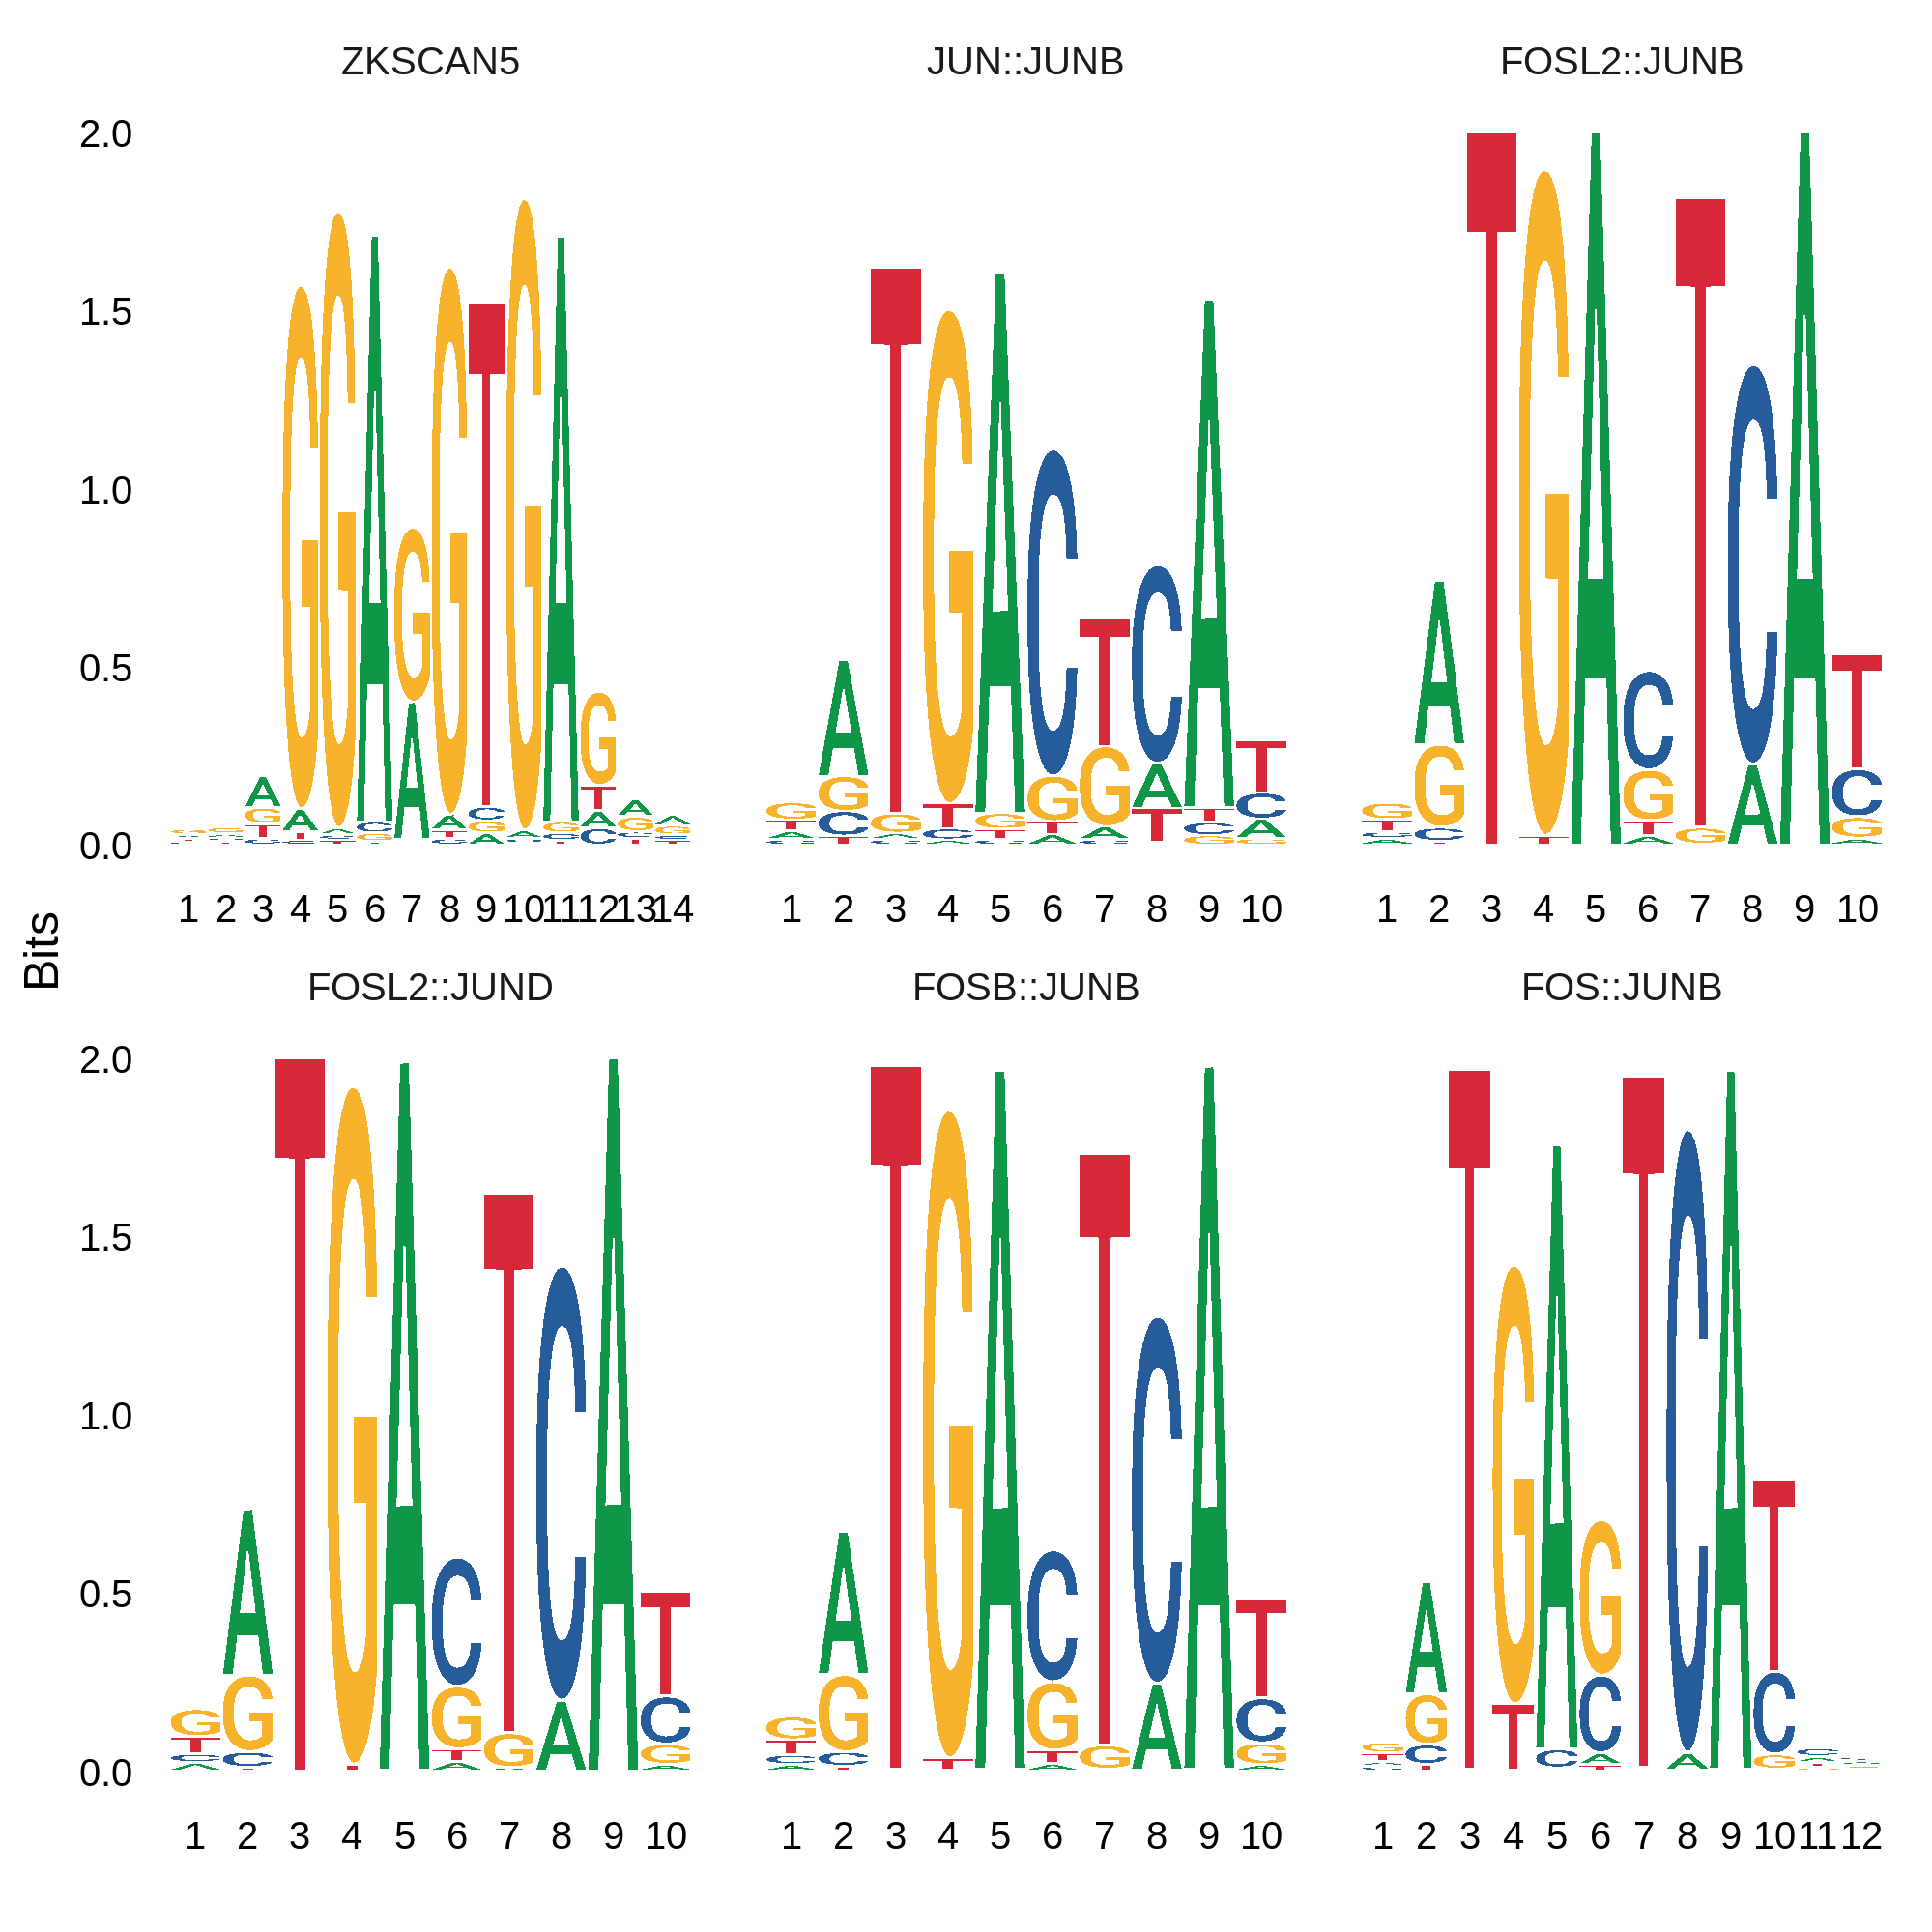 ZKSCAN5 JUN::JUNB FOSL2::JUNB
2.0
1.5
1.0
0.5
0.0
1 2 3 4 5 6 7 8 9 10 11 12 13 14 1 2 3 4 5 6 7 8 9 10 1 2 3 4 5 6 7 8 9 10
Bits
FOSL2::JUND FOSB::JUNB FOS::JUNB
2.0
1.5
1.0
0.5
0.0
1 2 3 4 5 6 7 8 9 10 1 2 3 4 5 6 7 8 9 10 1 2 3 4 5 6 7 8 9 10 11 12